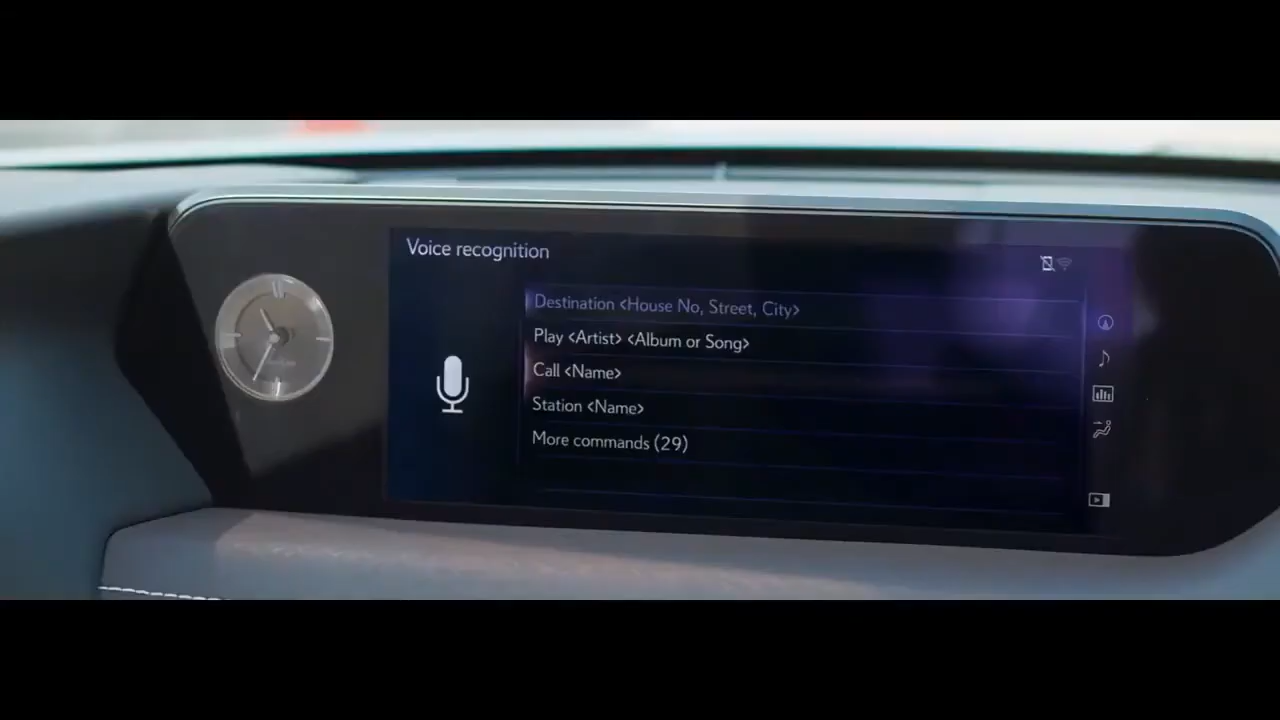 Voice recognition
Destination <House No, Street, City>
Play <Artist> <Album or Song>
Call <Name>
Station <Name>
More commands (29)